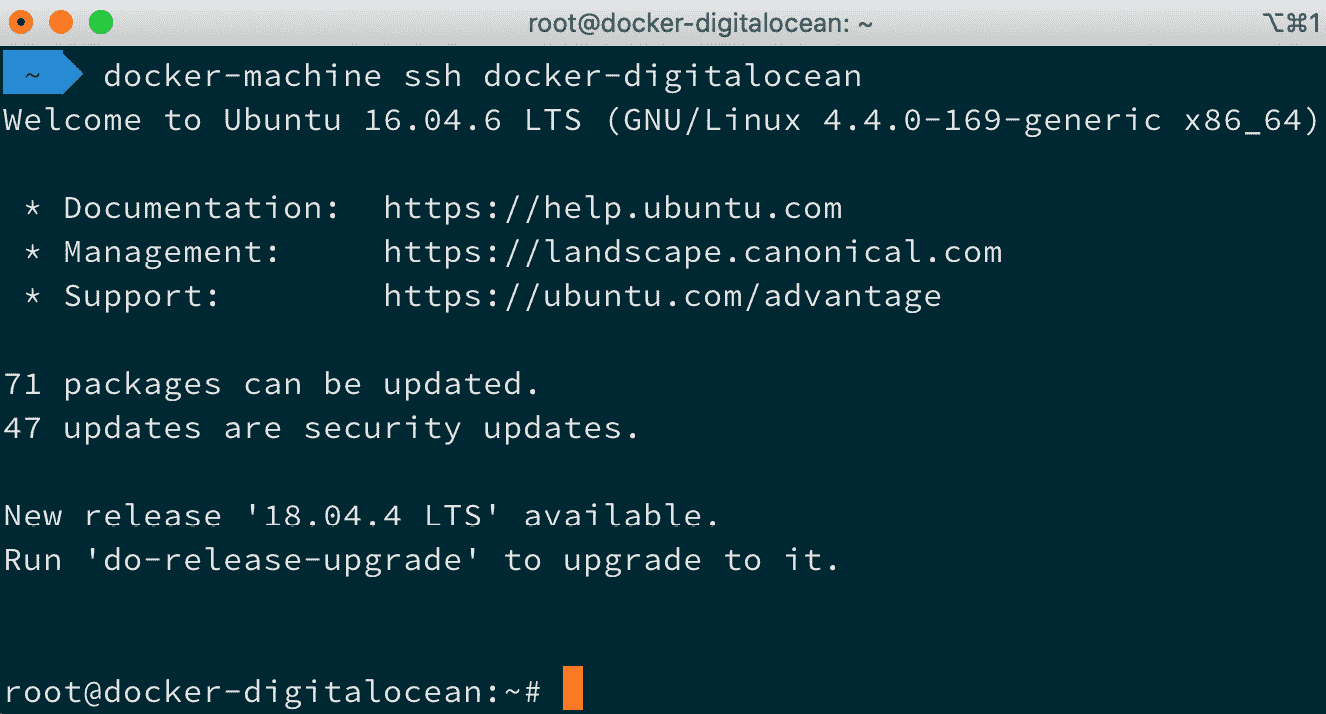 root@docker-digitalocean: ~
⌥⌘1
~ docker-machine ssh docker-digitalocean
Welcome to Ubuntu 16.04.6 LTS (GNU/Linux 4.4.0-169-generic x86_64)
* Documentation:  https://help.ubuntu.com
* Management:     https://landscape.canonical.com
* Support:        https://ubuntu.com/advantage
71 packages can be updated.
47 updates are security updates.
New release '18.04.4 LTS' available.
Run 'do-release-upgrade' to upgrade to it.
root@docker-digitalocean:~#